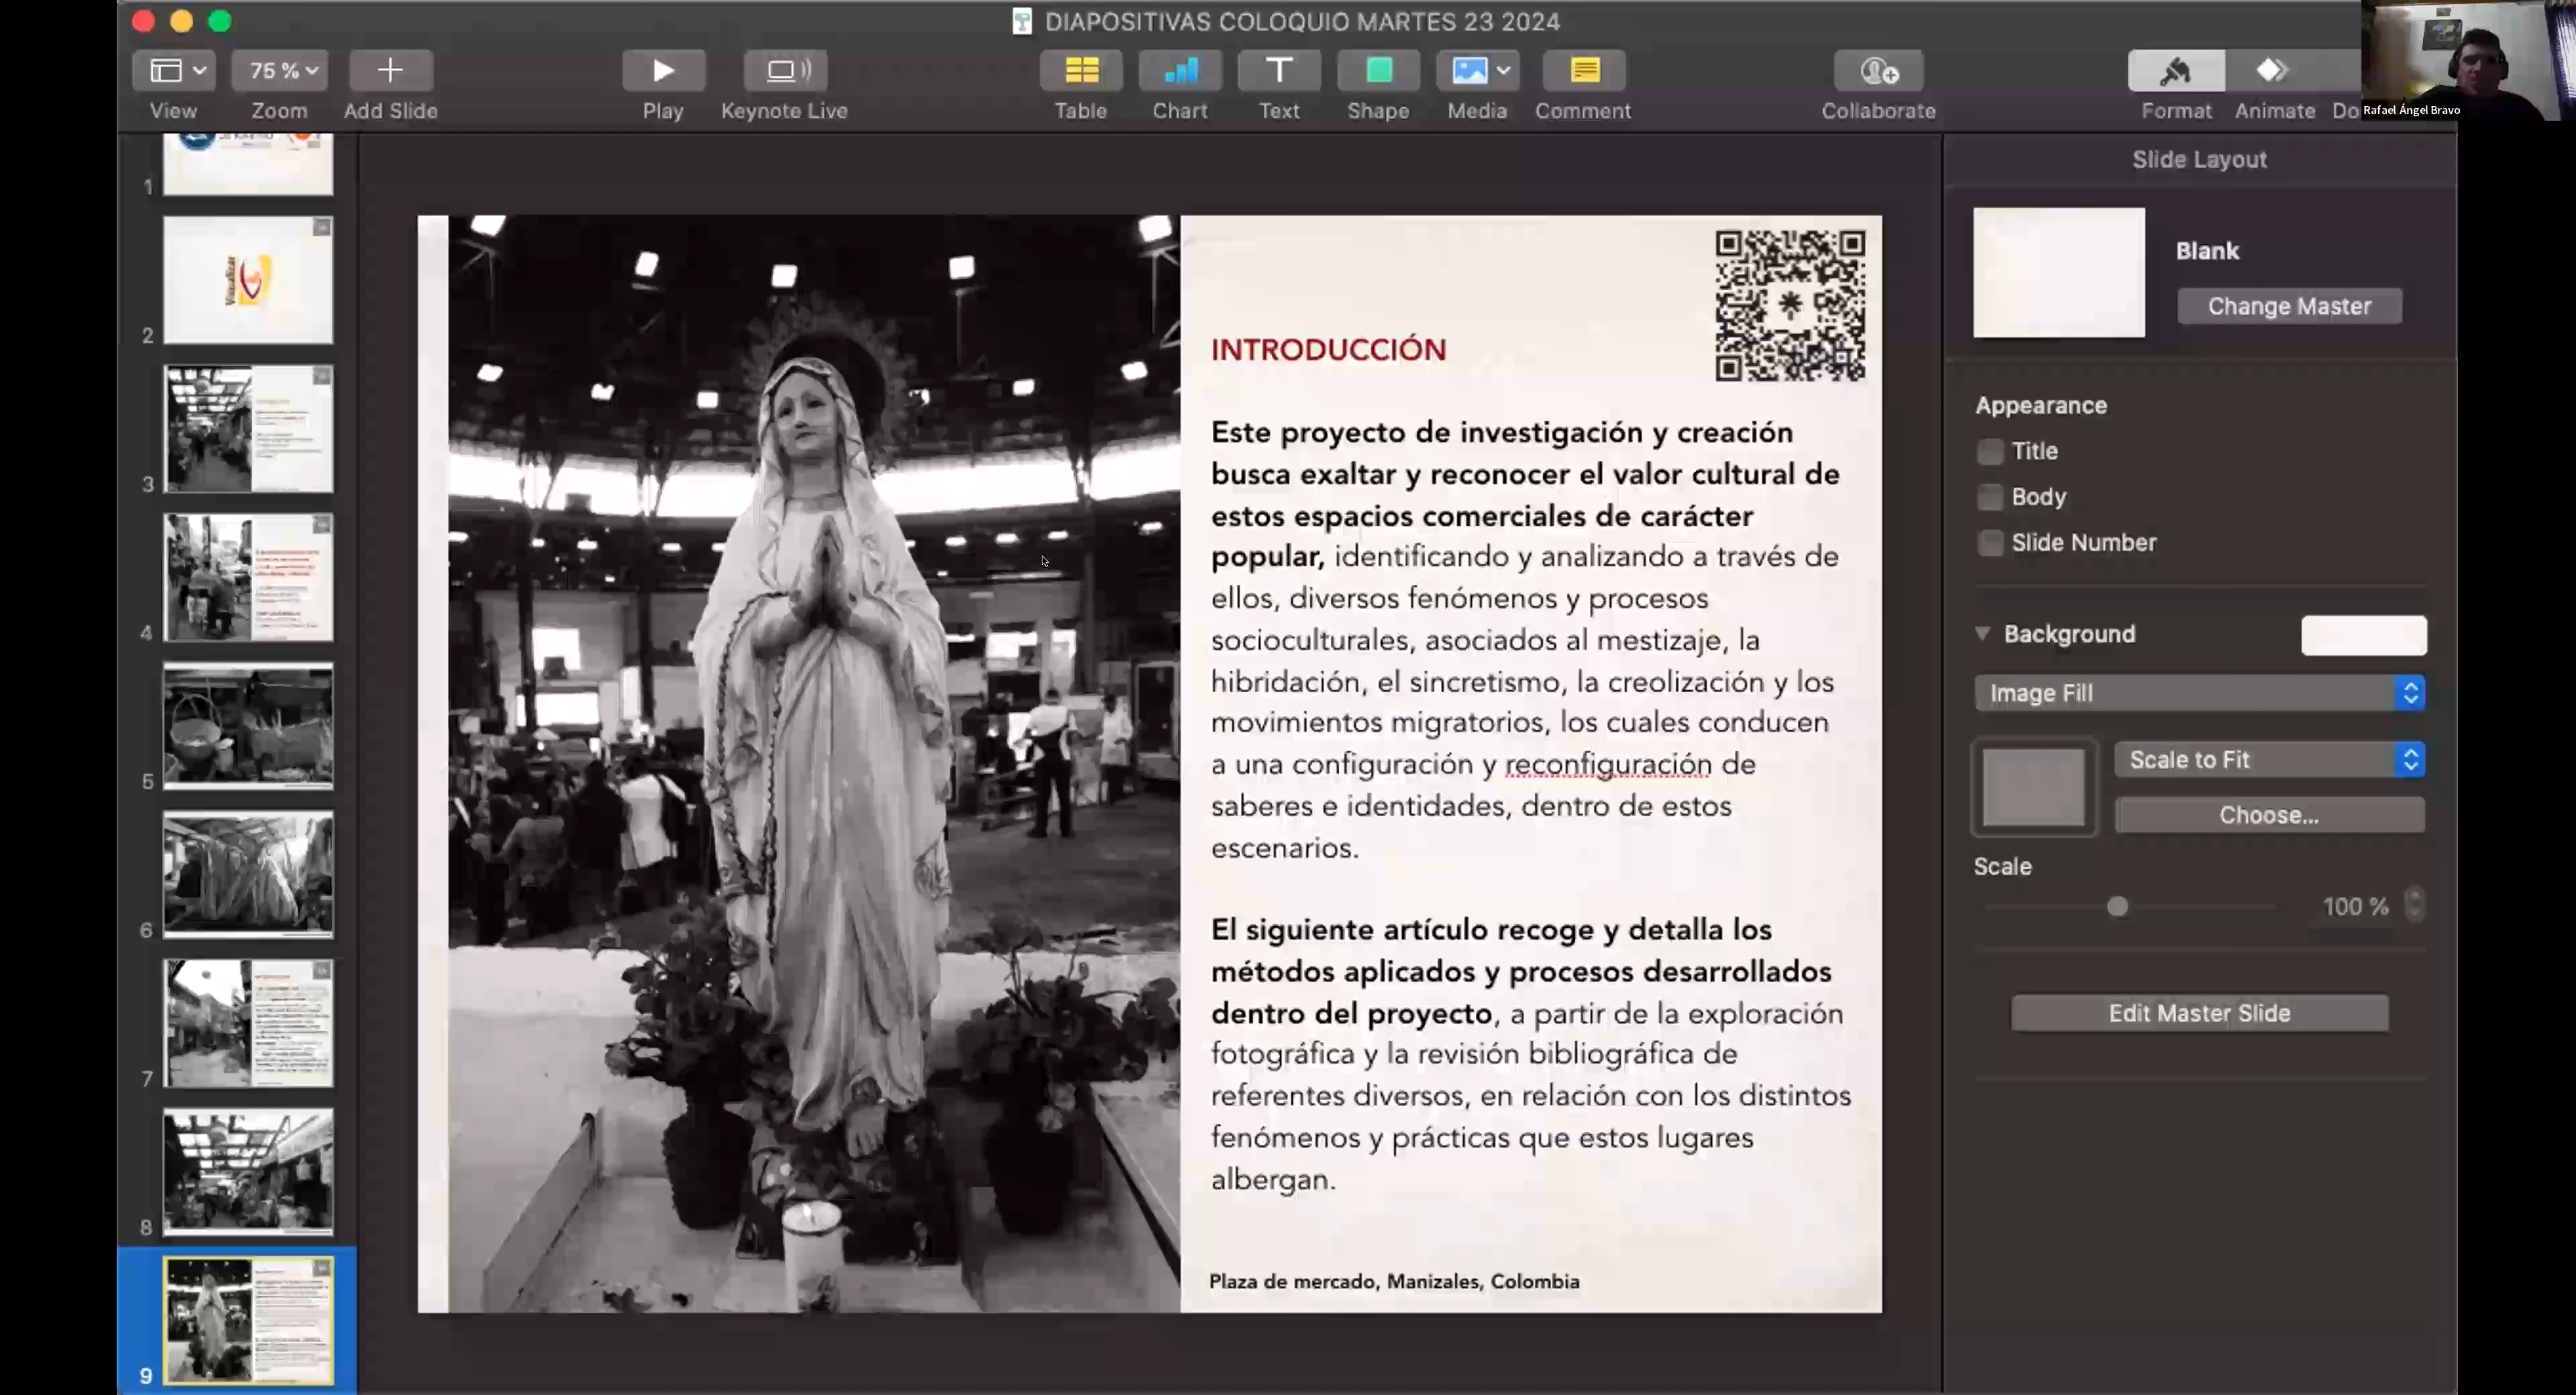 DIAPOSITIVAS COLOQUIO MARTES 23 2024
75 %
View
Zoom
Add Slide
Play
Keynote Live
Table
Chart
Text
Shape
Media
Comment
Collaborate
Format
Animate
Do
Rafael Ángel Bravo
1
2
3
4
5
6
7
8
9
Vista al Sur
INTRODUCCIÓN
Este proyecto de investigación y creación
busca exaltar y reconocer el valor cultural de
estos espacios comerciales de carácter
popular, identificando y analizando a través de
ellos, diversos fenómenos y procesos
socioculturales, asociados al mestizaje, la
hibridación, el sincretismo, la creolización y los
movimientos migratorios, los cuales conducen
a una configuración y reconfiguración de
saberes e identidades, dentro de estos
escenarios.
El siguiente artículo recoge y detalla los
métodos aplicados y procesos desarrollados
dentro del proyecto, a partir de la exploración
fotográfica y la revisión bibliográfica de
referentes diversos, en relación con los distintos
fenómenos y prácticas que estos lugares
albergan.
Plaza de mercado, Manizales, Colombia
Slide Layout
Blank
Change Master
Appearance
Title
Body
Slide Number
Background
Image Fill
Scale to Fit
Choose...
Scale
100 %
Edit Master Slide